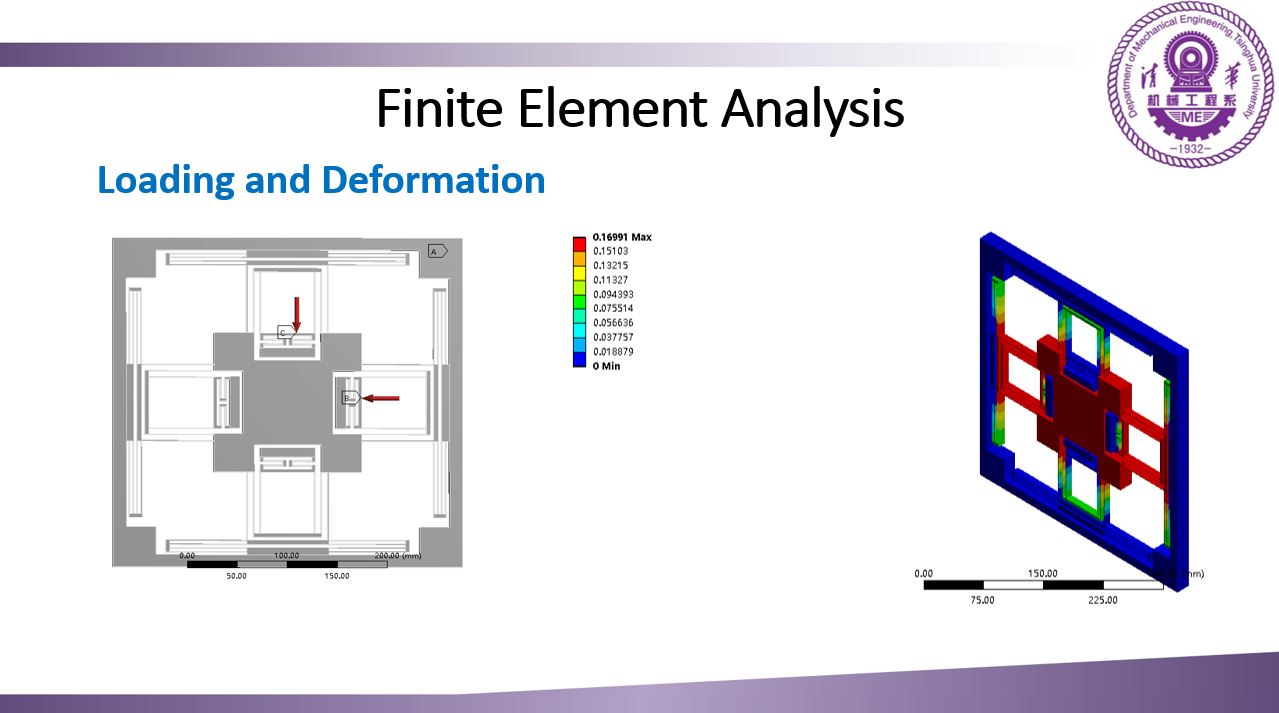 Department of Mechanical Engineering,Tsinghua University
清 华
机械工程系
ME
-1932-
Finite Element Analysis
Loading and Deformation
A
C
B
0.00 100.00 200.00 (mm)
50.00 150.00
0.16991 Max
0.15103
0.13215
0.11327
0.094393
0.075514
0.056636
0.037757
0.018879
0 Min
0.00 150.00 (mm)
75.00 225.00